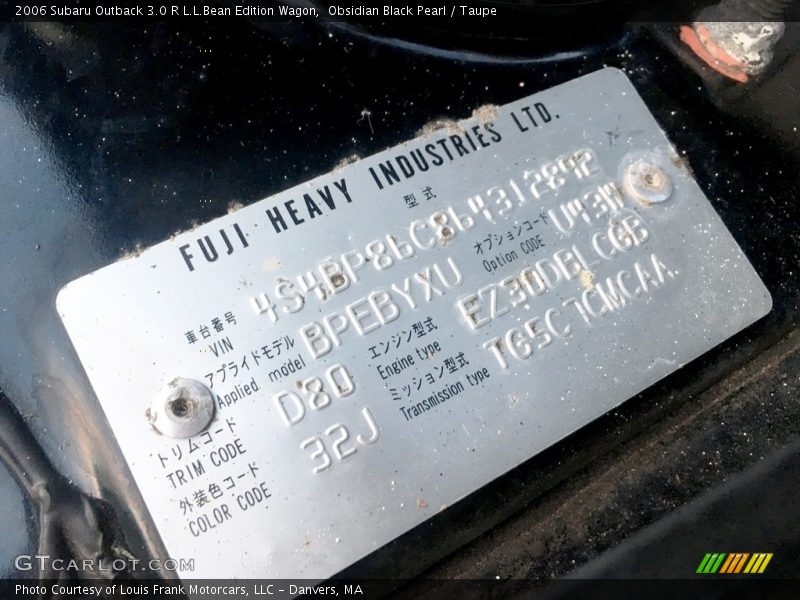 2006 Subaru Outback 3.0 R L.L.Bean Edition Wagon, Obsidian Black Pearl / Taupe
FUJI HEAVY INDUSTRIES LTD.
型式
車台番号 4S4BP86C864312842
VIN
アプライドモデル BPEBYXU オプションコード U43M
Applied model Option CODE
D80 エンジン型式 EZ30DBLCGB
Engine type
トリムコード 32J ミッション型式 TG5C7CMCAA
TRIM CODE Transmission type
外装色コード
COLOR CODE
GTCARLOT.COM
Photo Courtesy of Louis Frank Motorcars, LLC - Danvers, MA